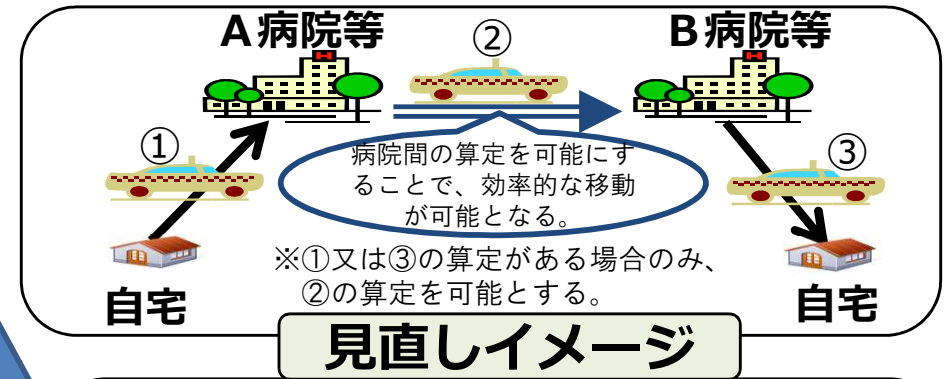 A病院等
②
B病院等
①
③
病院間の算定を可能にす
ることで、効率的な移動
が可能となる。
※①又は③の算定がある場合のみ、
②の算定を可能とする。
自宅
自宅
見直しイメージ